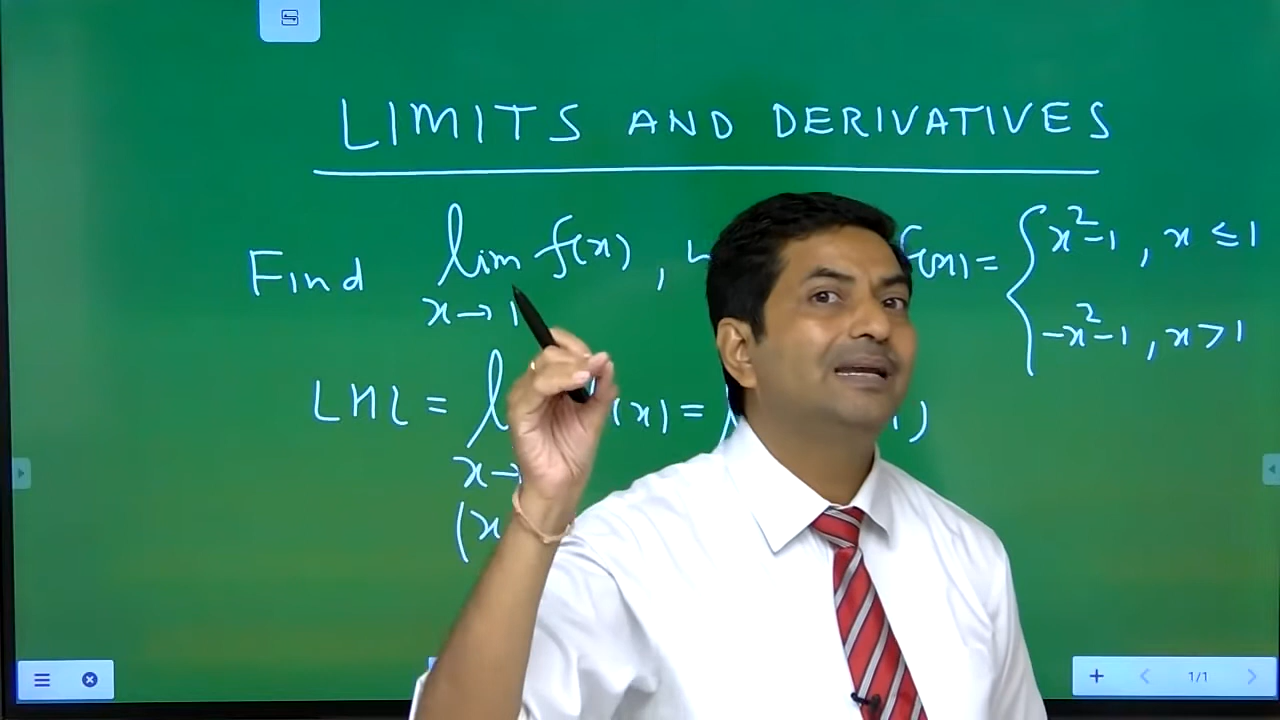 LIMITS AND DERIVATIVES
Find lim f(x), f(x) = { x²-1, x ≤ 1
x→1
-x²-1, x > 1
LHL = (x) = )
x→
(x
1/1